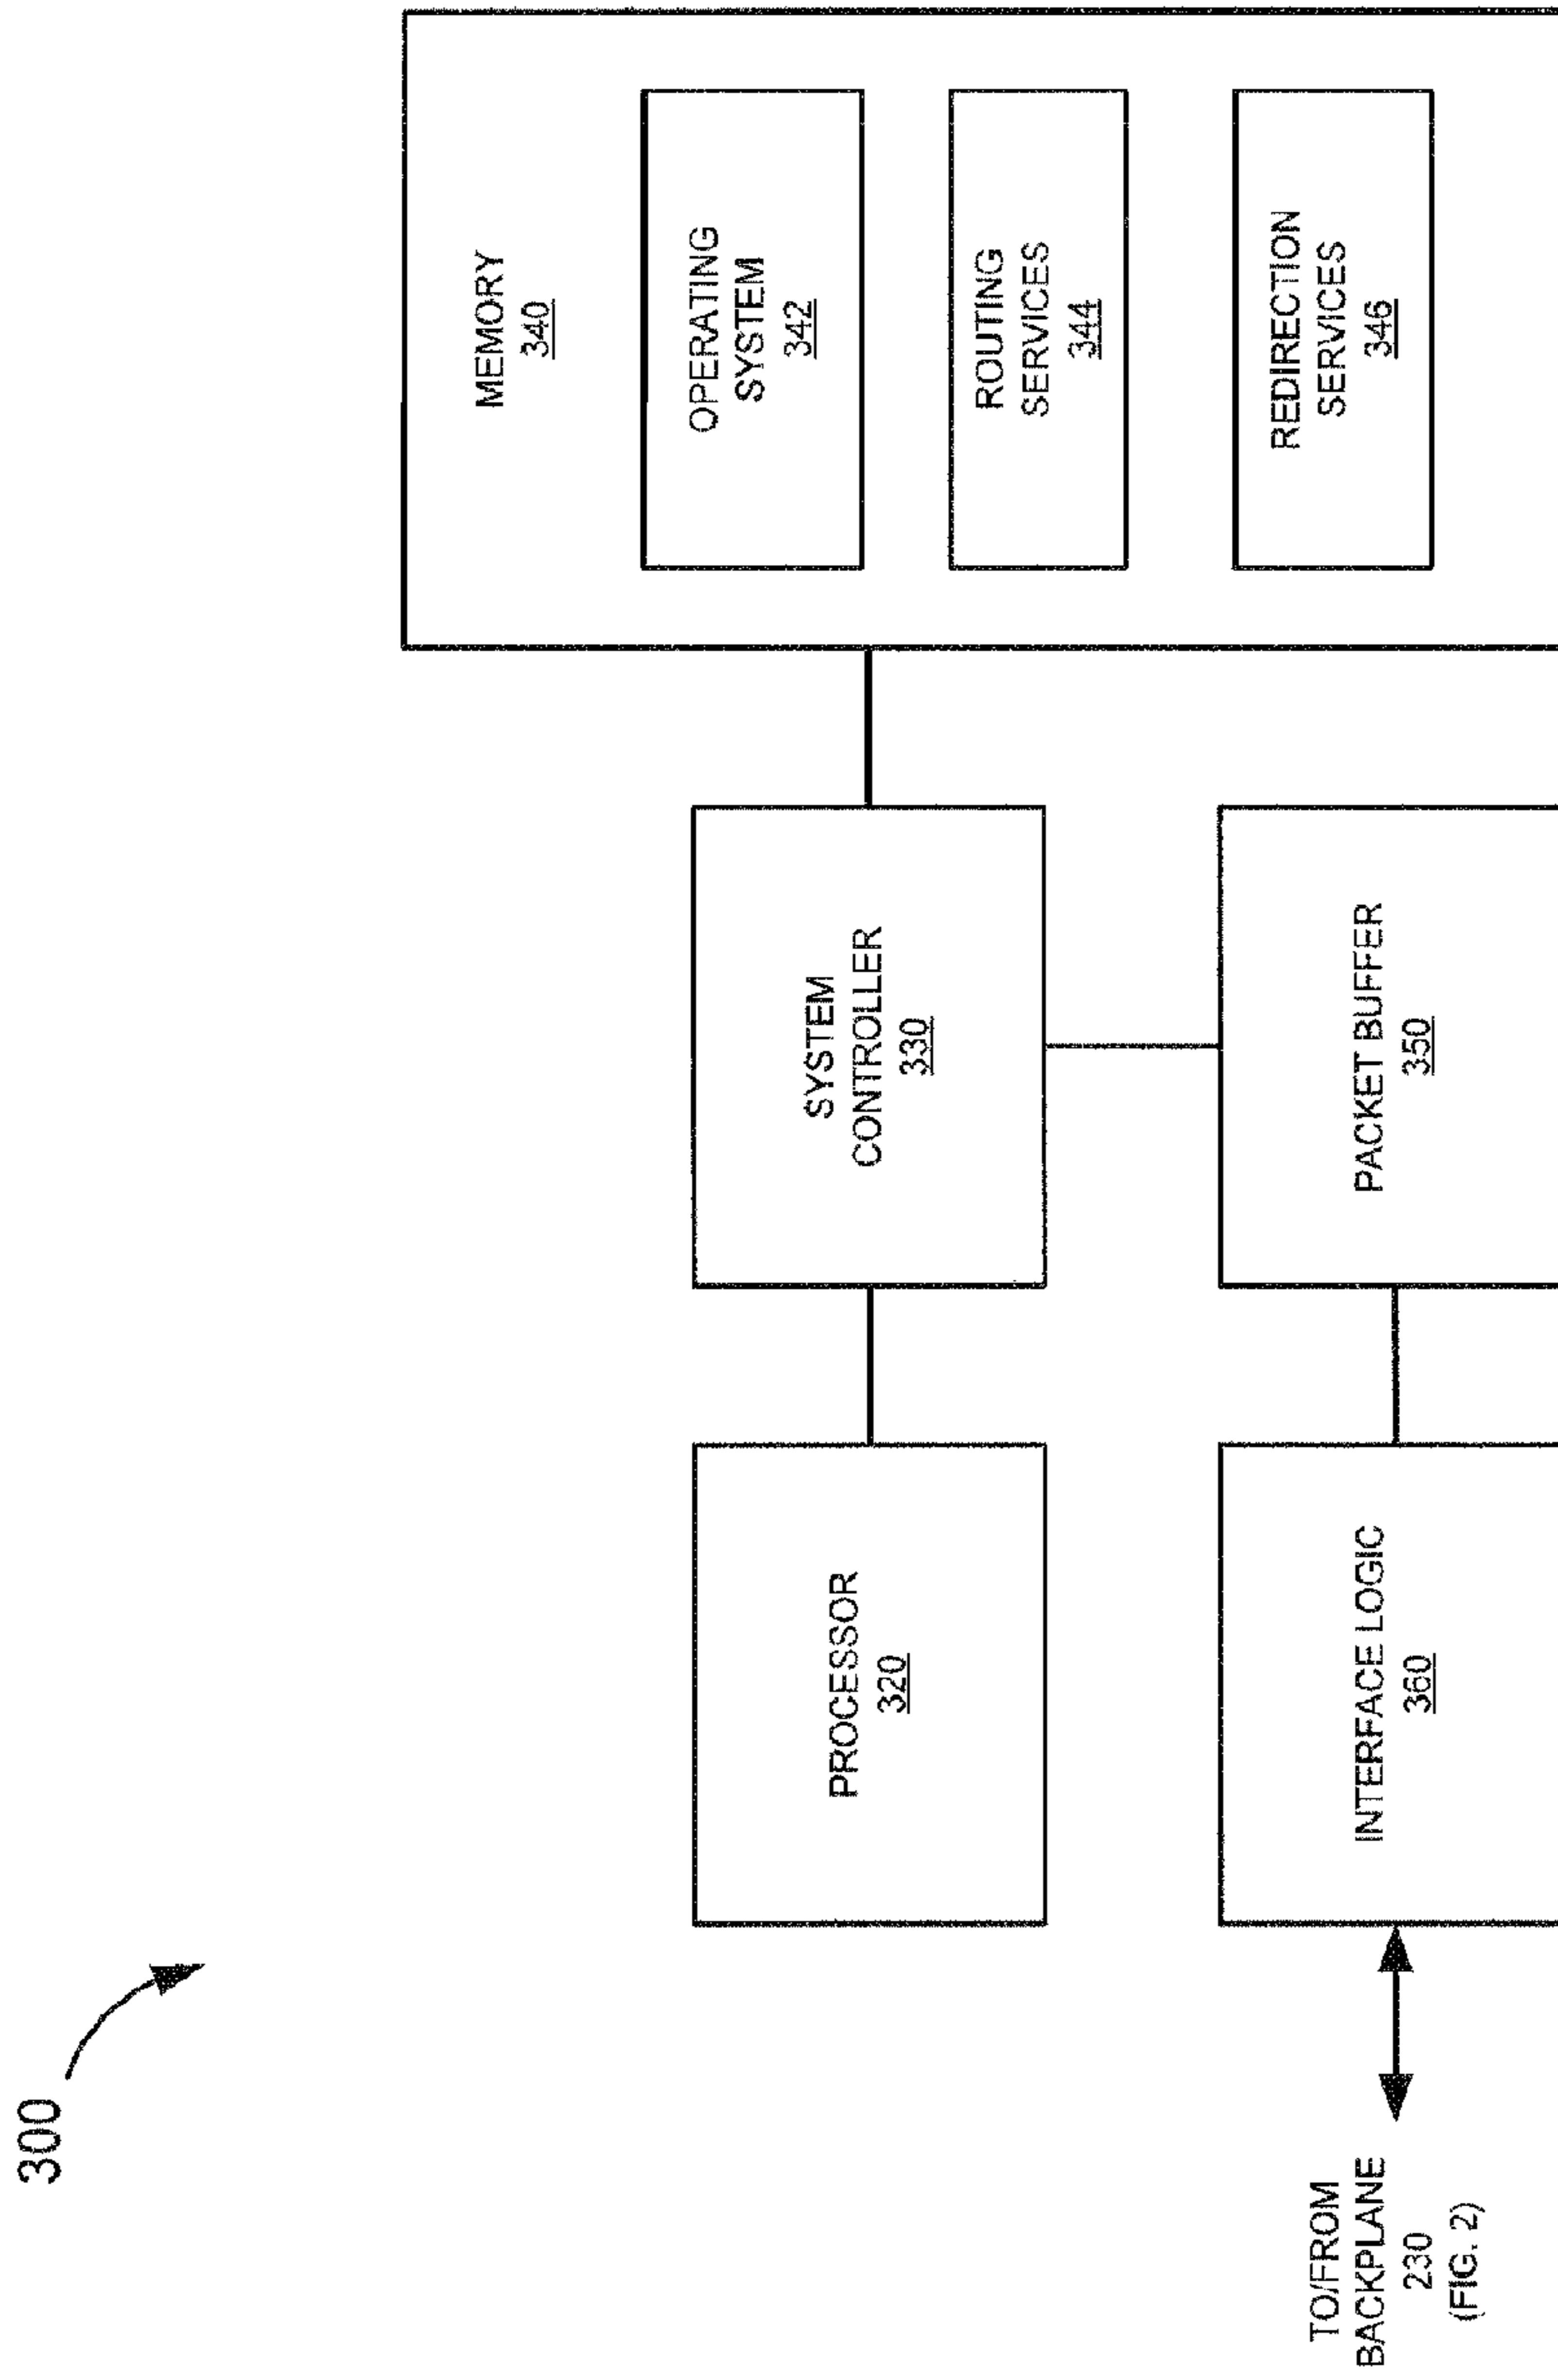 300
MEMORY
340
OPERATING
SYSTEM
342
ROUTING
SERVICES
344
REDIRECTION
SERVICES
346
SYSTEM
CONTROLLER
330
PACKET BUFFER
350
PROCESSOR
320
INTERFACE LOGIC
360
TO/FROM
BACKPLANE
230
(FIG. 2)